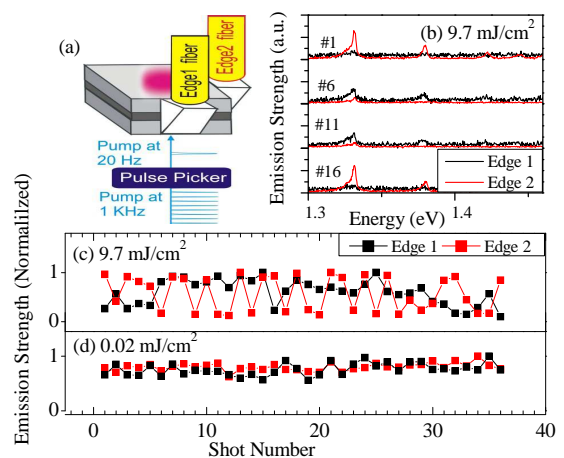 (a)
Edge1 fiber
Edge2 fiber
Pump at
20 Hz
Pulse Picker
Pump at
1 KHz
(b) 9.7 mJ/cm²
#1
#6
#11
#16
Edge 1
Edge 2
Emission Strength (a.u.)
1.3
1.4
Energy (eV)
(c) 9.7 mJ/cm²
Edge 1
Edge 2
1
0
(d) 0.02 mJ/cm²
1
0
Emission Strength (Normalilzed)
0
10
20
30
40
Shot Number